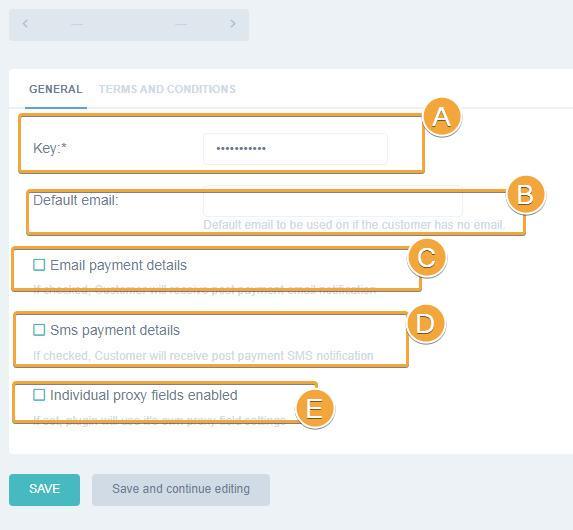 GENERAL TERMS AND CONDITIONS
A
Key:* •••••••••••
B
Default email:
Default email to be used on if the customer has no email.
C
Email payment details
If checked, Customer will receive post payment email notification
D
Sms payment details
If checked, Customer will receive post payment SMS notification
Individual proxy fields enabled
E
If set, plugin will use it's own proxy field settings
SAVE Save and continue editing